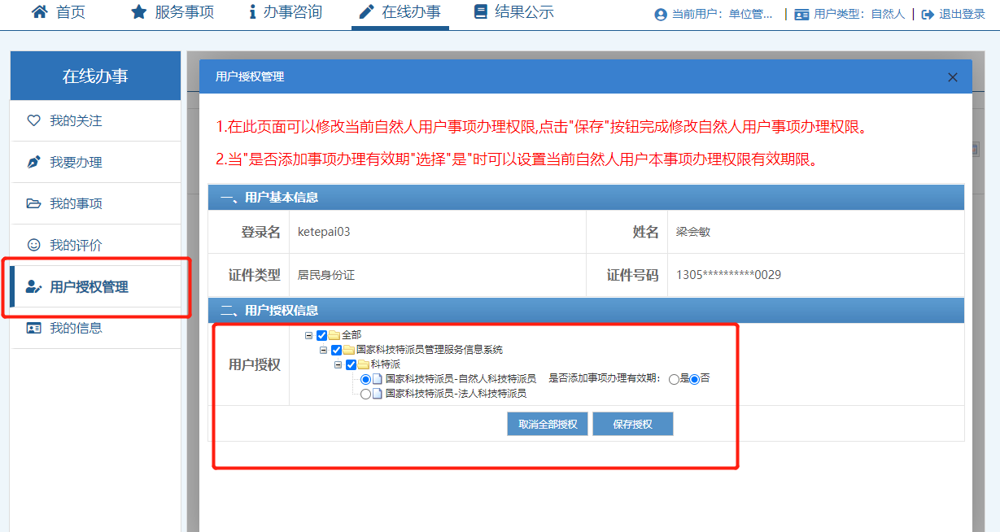 首页 服务事项 办事咨询 在线办事 结果公示 当前用户：单位管... | 用户类型：自然人 | 退出登录
在线办事
我的关注
我要办理
我的事项
我的评价
用户授权管理
我的信息
用户授权管理
1.在此页面可以修改当前自然人用户事项办理权限,点击"保存"按钮完成修改自然人用户事项办理权限。
2.当"是否添加事项办理有效期"选择"是"时可以设置当前自然人用户本事项办理权限有效期限。
一、用户基本信息
登录名 ketepai03 姓名 梁会敏
证件类型 居民身份证 证件号码 1305**********0029
二、用户授权信息
用户授权
全部
国家科技特派员管理服务信息系统
科特派
国家科技特派员-自然人科技特派员 是否添加事项办理有效期： 是 否
国家科技特派员-法人科技特派员
取消全部授权 保存授权